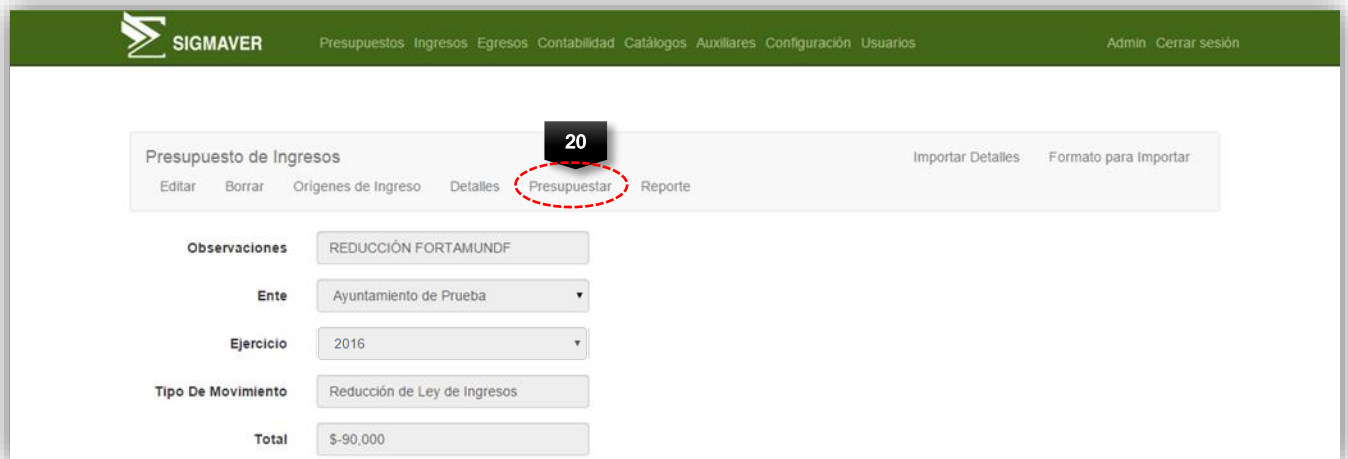 SIGMAVER Presupuestos Ingresos Egresos Contabilidad Catálogos Auxiliares Configuración Usuarios Admin Cerrar sesión
20
Presupuesto de Ingresos Importar Detalles Formato para Importar
Editar Borrar Orígenes de Ingreso Detalles Presupuestar Reporte
Observaciones REDUCCIÓN FORTAMUNDF
Ente Ayuntamiento de Prueba
Ejercicio 2016
Tipo De Movimiento Reducción de Ley de Ingresos
Total $-90,000